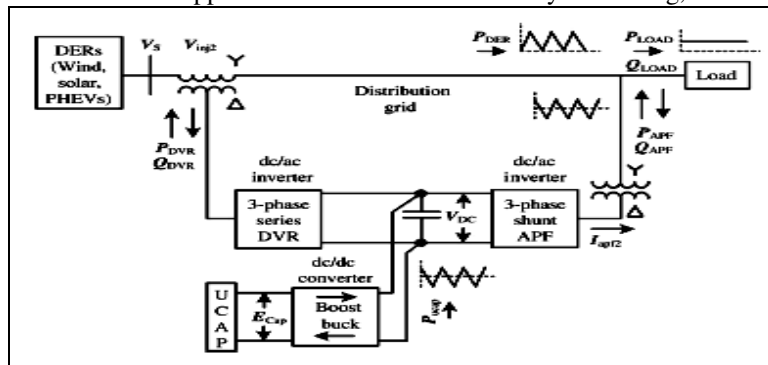 DERs
(Wind,
solar,
PHEVs)
V_S
V_inj2
Y
Δ
P_DER
P_LOAD
Q_LOAD
Load
Distribution
grid
P_DVR
Q_DVR
P_APF
Q_APF
dc/ac
inverter
dc/ac
inverter
Y
Δ
3-phase
series
DVR
V_DC
3-phase
shunt
APF
I_apf2
dc/dc
converter
U
C
A
P
E_Cap
Boost
buck
P_ucap